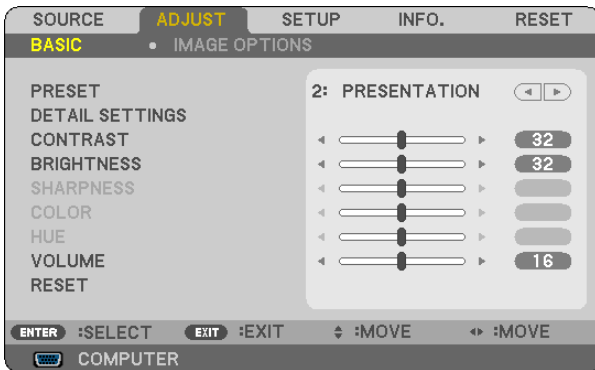 SOURCE ADJUST SETUP INFO. RESET
BASIC • IMAGE OPTIONS
PRESET 2: PRESENTATION
DETAIL SETTINGS
CONTRAST 32
BRIGHTNESS 32
SHARPNESS
COLOR
HUE
VOLUME 16
RESET
ENTER :SELECT EXIT :EXIT :MOVE :MOVE
COMPUTER